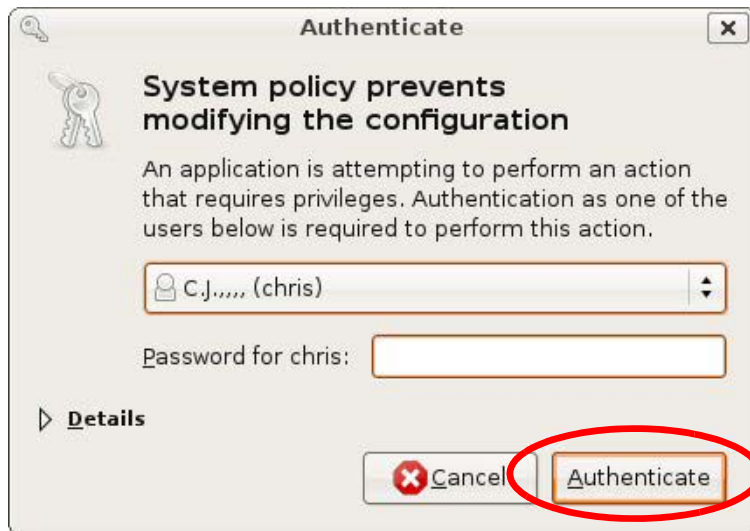 Authenticate
System policy prevents
modifying the configuration
An application is attempting to perform an action
that requires privileges. Authentication as one of the
users below is required to perform this action.
C.J.,,,,, (chris)
Password for chris:
Details
Cancel Authenticate